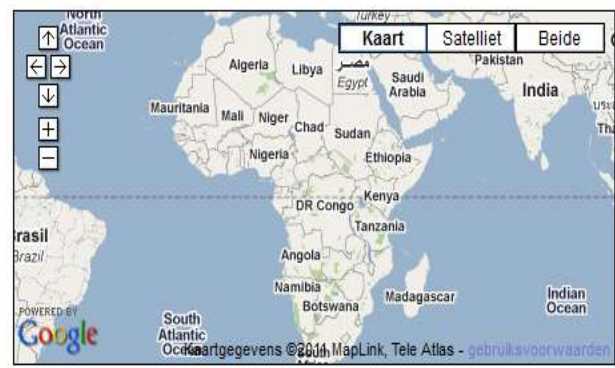 North
Atlantic
Ocean
Turkey
Kaart
Satelliet
Beide
Pakistan
Algeria
Libya
مصر
Egypt
Saudi
Arabia
India
Mauritania
Mali
Niger
Chad
Sudan
Nigeria
Ethiopia
Kenya
DR Congo
Tanzania
rasil
Brazil
Angola
Namibia
Botswana
Madagascar
Indian
Ocean
POWERED BY
Google
South
Atlantic
Kaartgegevens ©2011 MapLink, Tele Atlas - gebruiksvoorwaarden